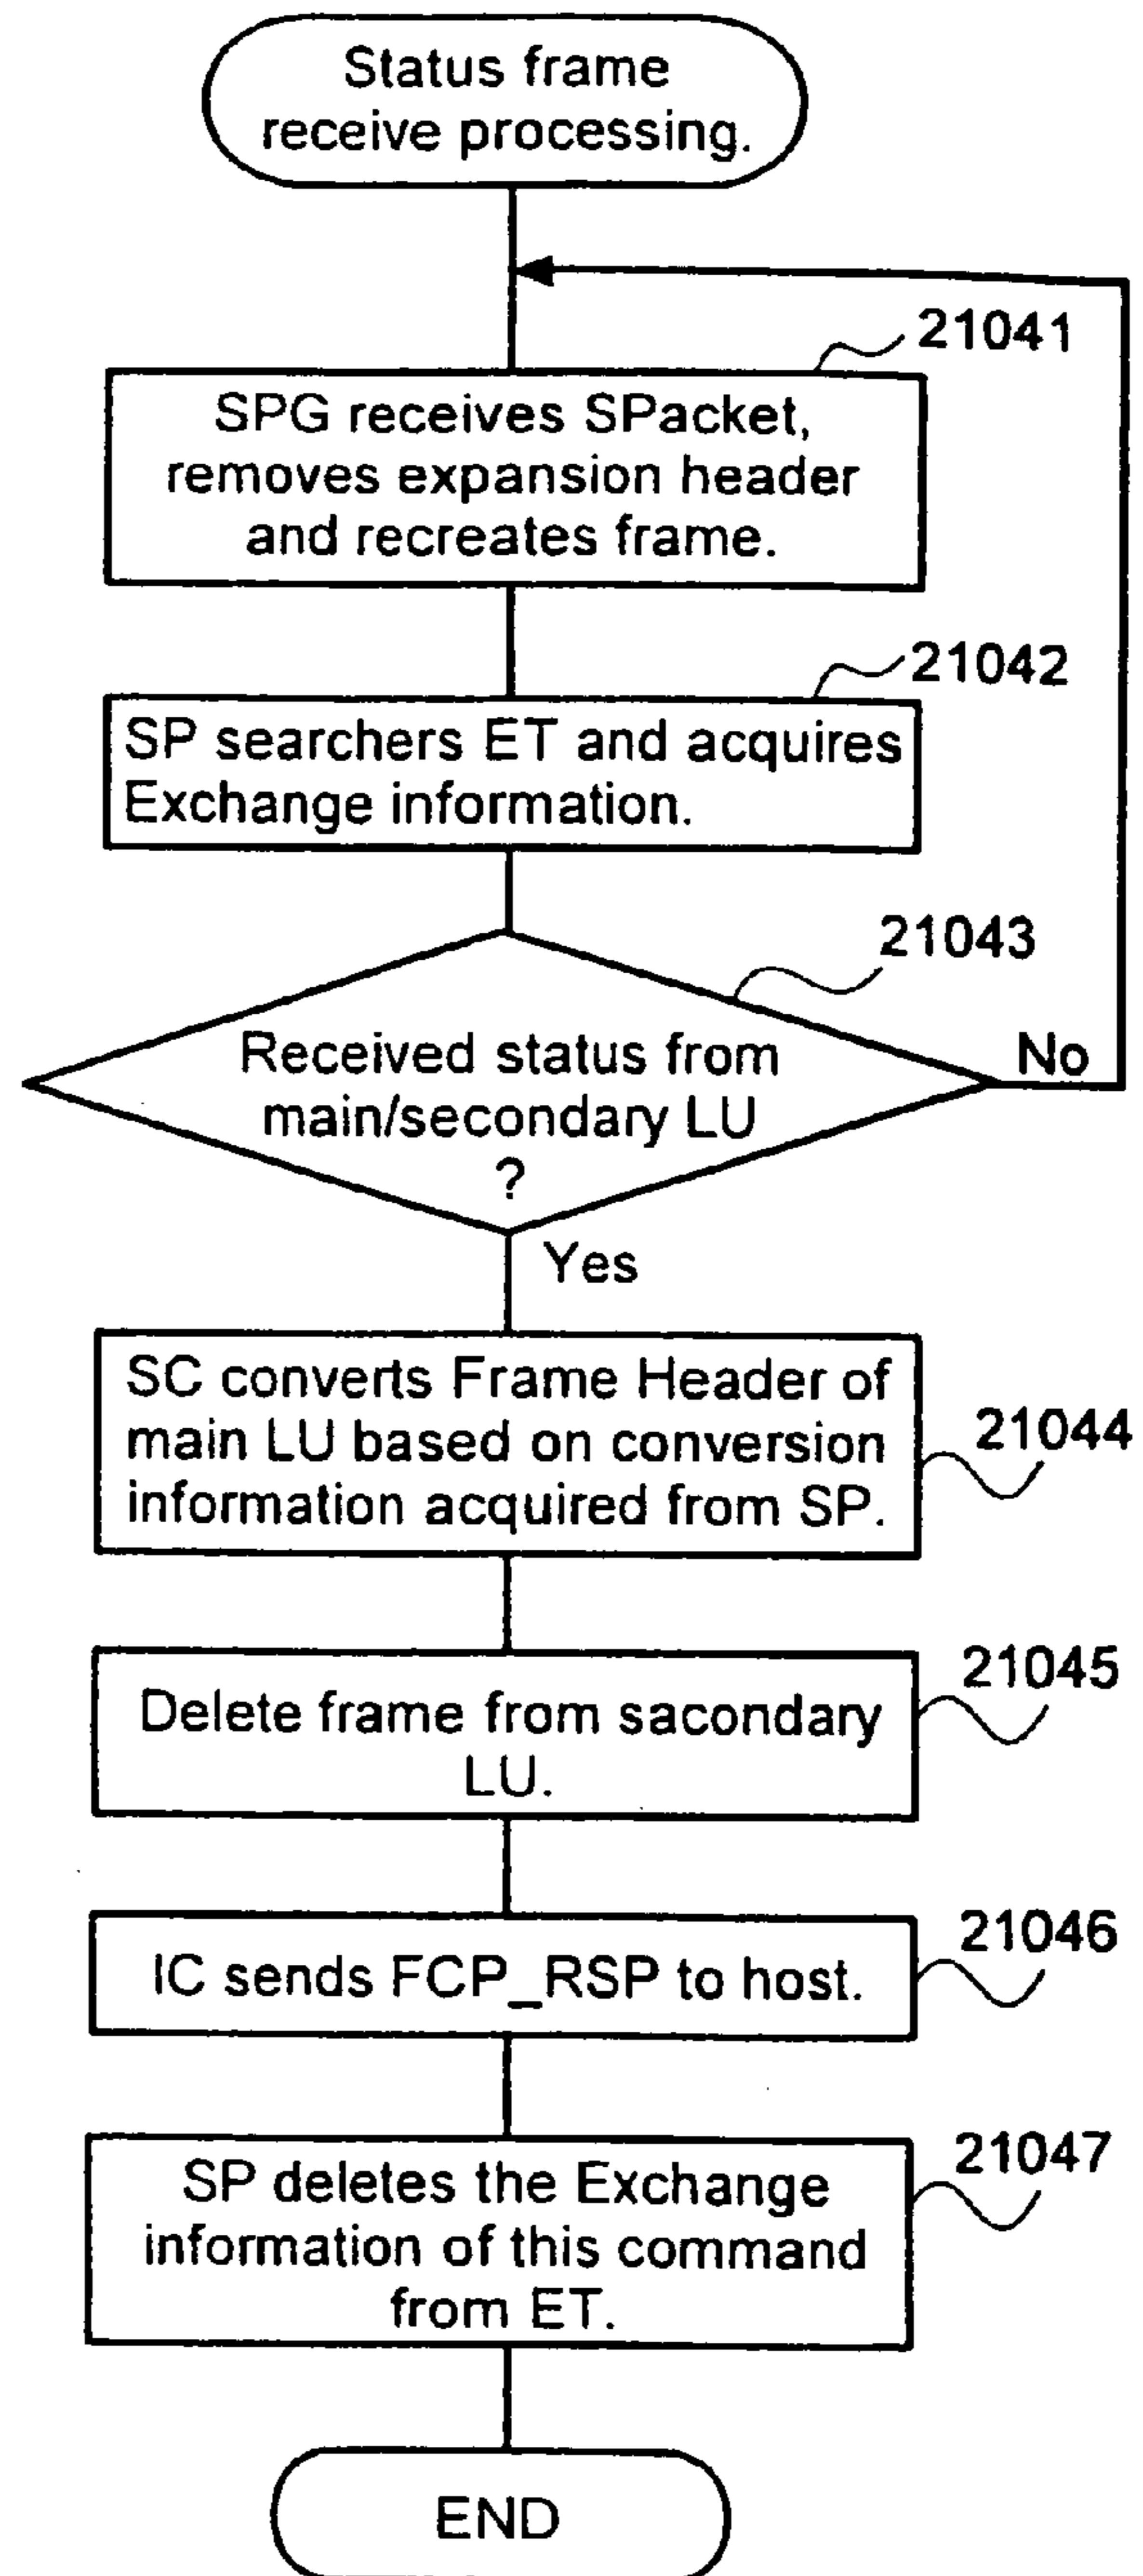 Status frame
receive processing.
21041
SPG receives SPacket,
removes expansion header
and recreates frame.
21042
SP searchers ET and acquires
Exchange information.
21043
Received status from
main/secondary LU
?
No
Yes
SC converts Frame Header of
main LU based on conversion
information acquired from SP.
21044
Delete frame from sacondary
LU.
21045
IC sends FCP_RSP to host.
21046
SP deletes the Exchange
information of this command
from ET.
21047
END